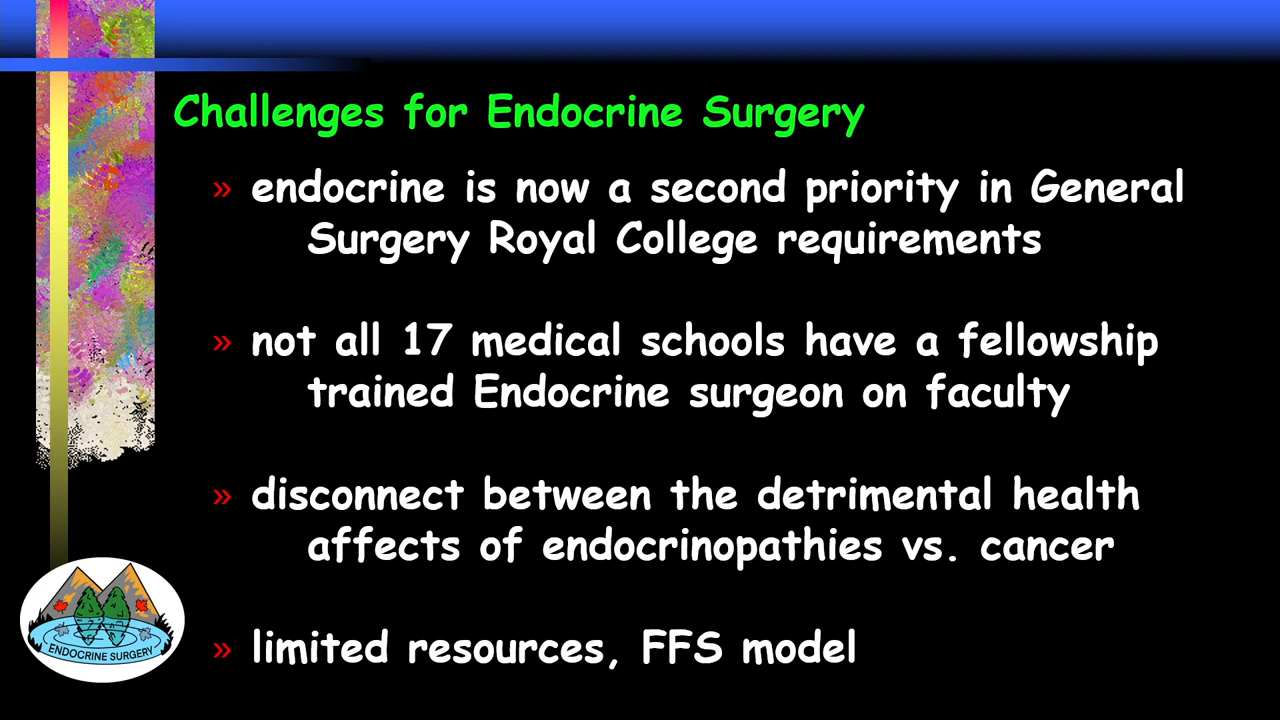 Challenges for Endocrine Surgery
» endocrine is now a second priority in General
Surgery Royal College requirements
» not all 17 medical schools have a fellowship
trained Endocrine surgeon on faculty
» disconnect between the detrimental health
affects of endocrinopathies vs. cancer
» limited resources, FFS model
ENDOCRINE SURGERY